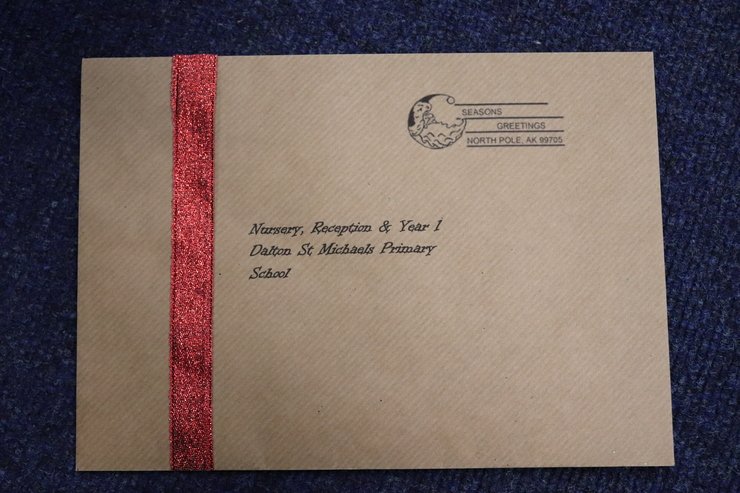 SEASONS
GREETINGS
NORTH POLE, AK 99705
Nursery, Reception & Year 1
Dalton St Michaels Primary
School